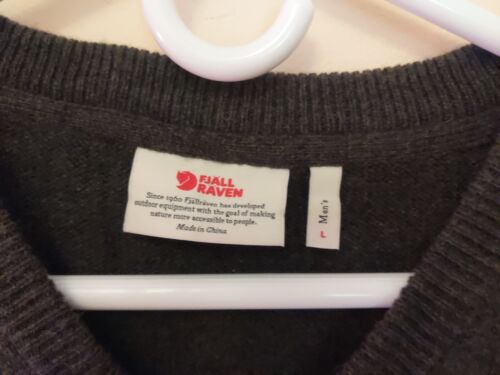 FJÄLL
RAVEN
Since 1960 Fjällräven has developed
outdoor equipment with the goal of making
nature more accessible to people.
Made in China
Men's
L